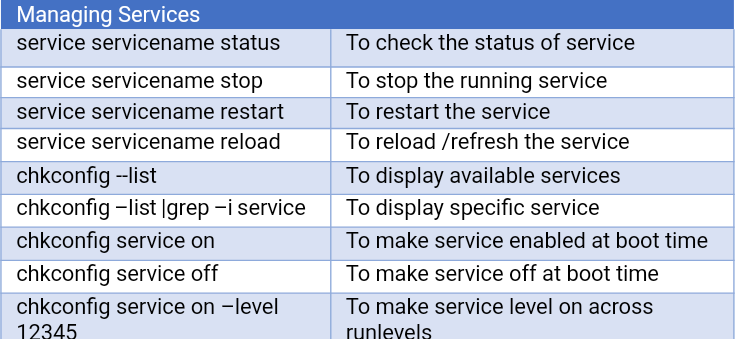 Managing Services
service servicename status To check the status of service
service servicename stop To stop the running service
service servicename restart To restart the service
service servicename reload To reload /refresh the service
chkconfig --list To display available services
chkconfig –list |grep –i service To display specific service
chkconfig service on To make service enabled at boot time
chkconfig service off To make service off at boot time
chkconfig service on –level To make service level on across
12345 runlevels